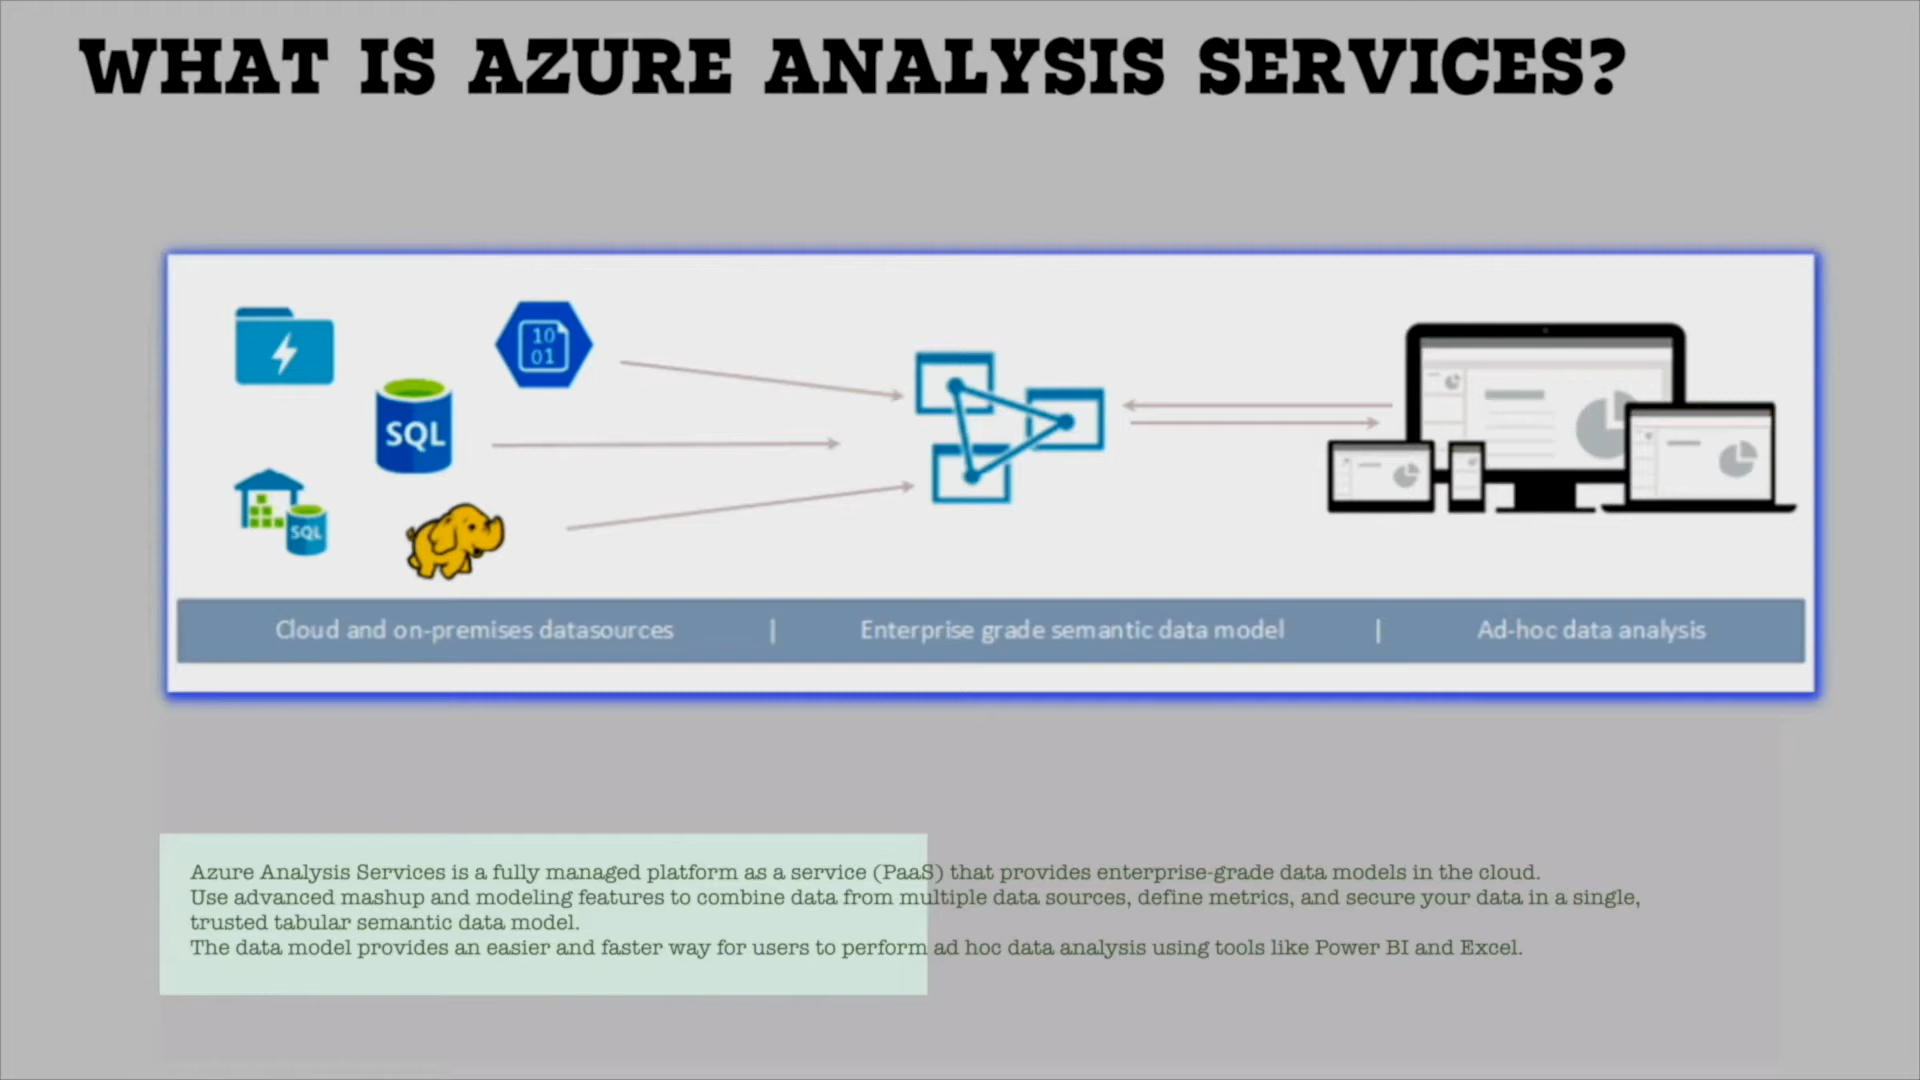 WHAT IS AZURE ANALYSIS SERVICES?
10
01
SQL
SQL
Cloud and on-premises datasources | Enterprise grade semantic data model | Ad-hoc data analysis
Azure Analysis Services is a fully managed platform as a service (PaaS) that provides enterprise-grade data models in the cloud.
Use advanced mashup and modeling features to combine data from multiple data sources, define metrics, and secure your data in a single,
trusted tabular semantic data model.
The data model provides an easier and faster way for users to perform ad hoc data analysis using tools like Power BI and Excel.